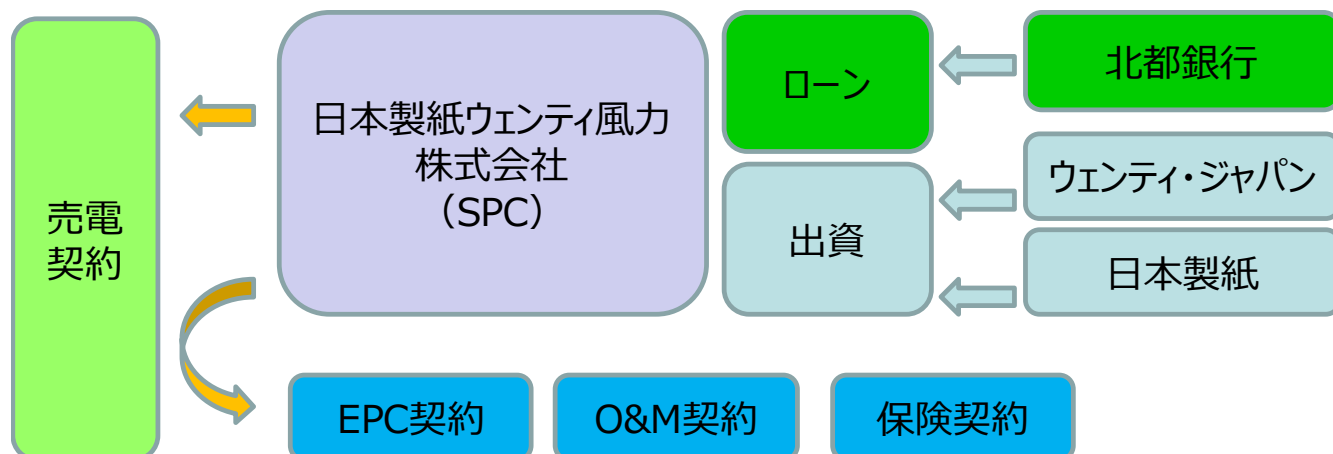 売電
契約
日本製紙ウェンティ風力
株式会社
（SPC）
ローン
出資
北都銀行
ウェンティ・ジャパン
日本製紙
EPC契約
O&M契約
保険契約